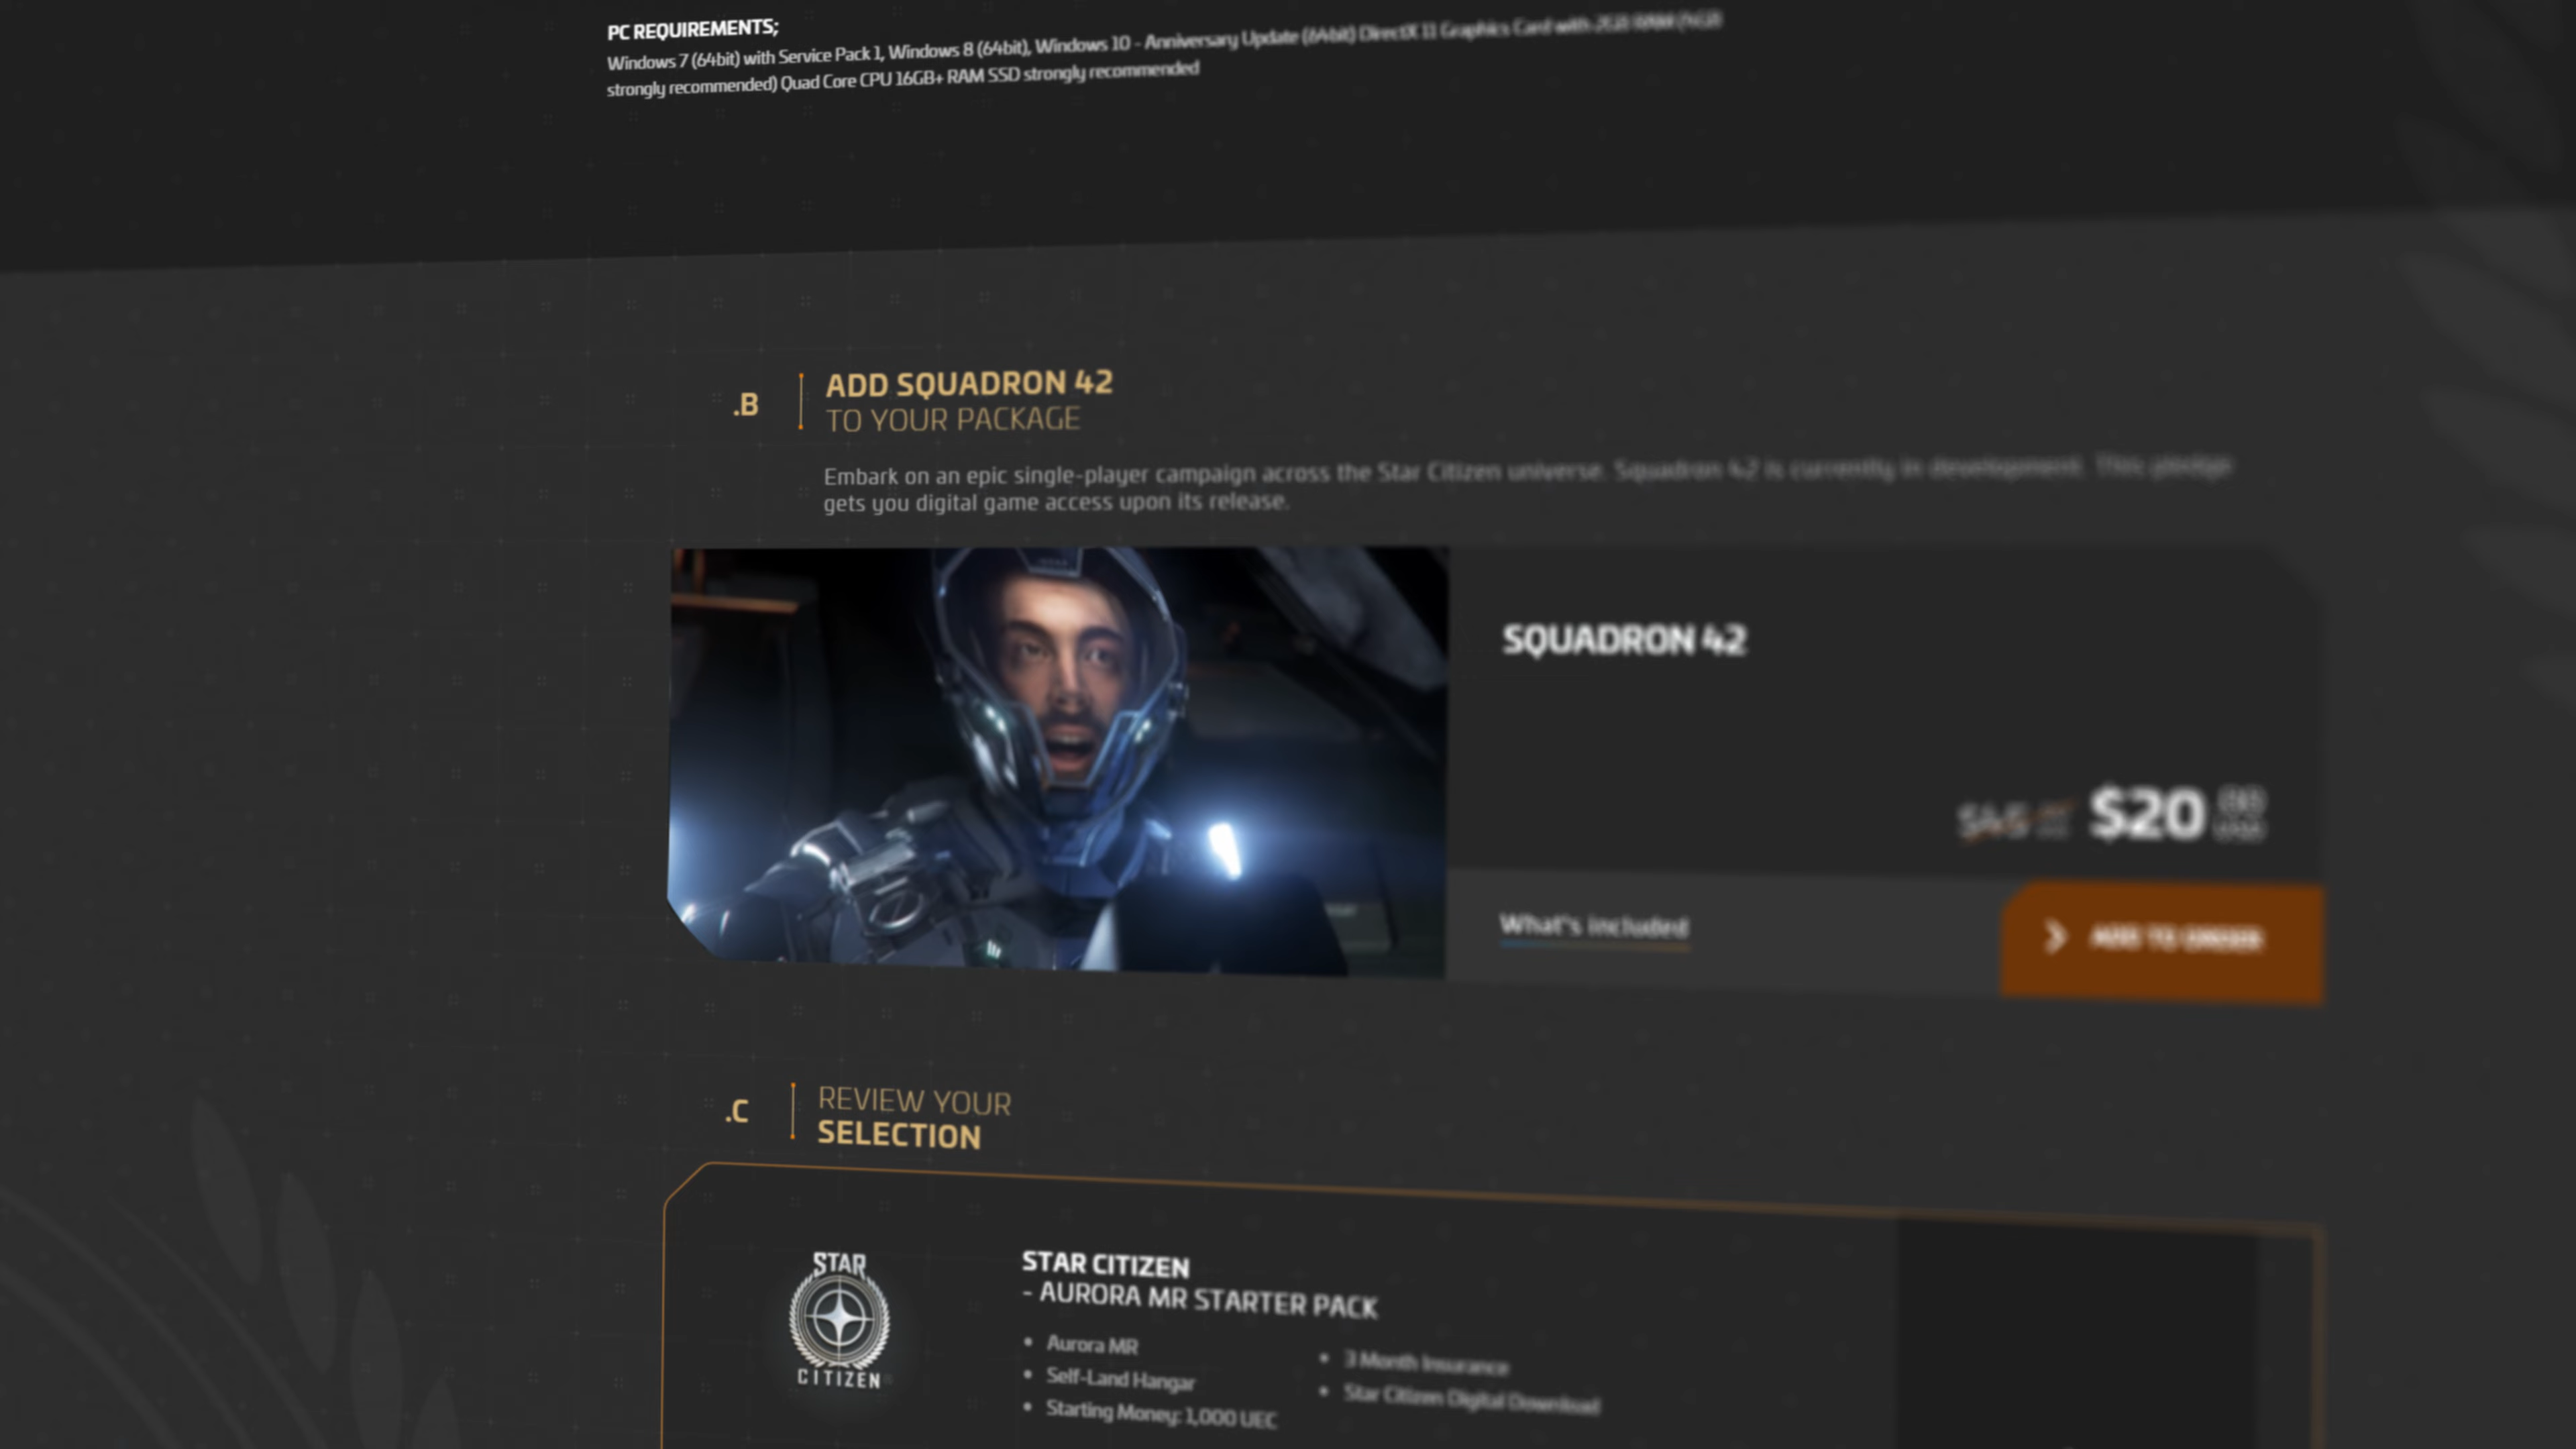 PC REQUIREMENTS;
Windows 7 (64bit) with Service Pack 1, Windows 8 (64bit), Windows 10 - Anniversary Update (64bit) DirectX 11 Graphics Card with 2GB RAM (4GB
strongly recommended) Quad Core CPU 16GB+ RAM SSD strongly recommended
.B
ADD SQUADRON 42
TO YOUR PACKAGE
Embark on an epic single-player campaign across the Star Citizen universe. Squadron 42 is currently in development. This pledge
gets you digital game access upon its release.
SQUADRON 42
$45 $20
What's included
ADD TO ORDER
.C
REVIEW YOUR
SELECTION
STAR
CITIZEN
STAR CITIZEN
- AURORA MR STARTER PACK
Aurora MR
3 Month Insurance
Self-Land Hangar
Star Citizen Digital Download
Starting Money: 1,000 UEC